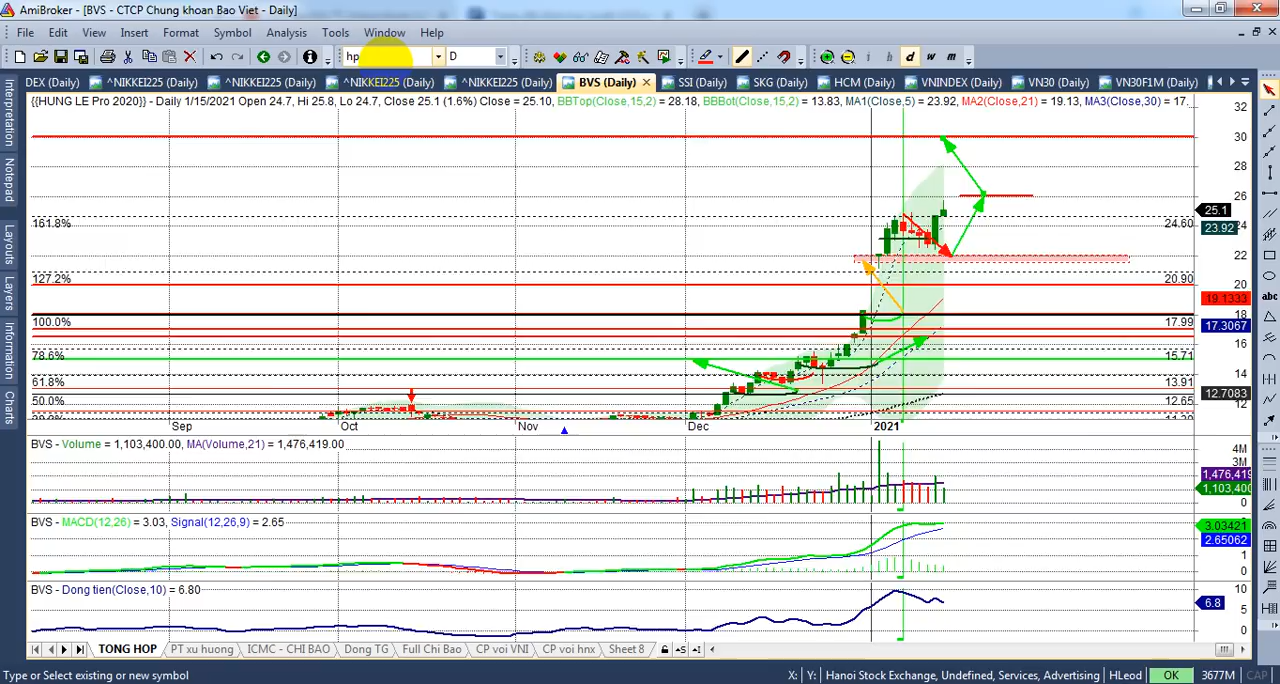 AmiBroker - [BVS - CTCP Chung khoan Bao Viet - Daily]
File Edit View Insert Format Symbol Analysis Tools Window Help
hp D i h d w m
DEX (Daily) ^NIKKEI225 (Daily) ^NIKKEI225 (Daily) ^NIKKEI225 (Daily) ^NIKKEI225 (Daily) BVS (Daily) SSI (Daily) SKG (Daily) HCM (Daily) VNINDEX (Daily) VN30 (Daily) VN30F1M (Daily)
{{HUNG LE Pro 2020}} - Daily 1/15/2021 Open 24.7, Hi 25.8, Lo 24.7, Close 25.1 (1.6%) Close = 25.10, BBTop(Close,15,2) = 28.18, BBBot(Close,15,2) = 13.83, MA1(Close,5) = 23.92, MA2(Close,21) = 19.13, MA3(Close,30) = 17.
Interpretation
Notepad
Layouts
Layers
Information
Charts
abc
32
30
28
26
25.1
161.8% 24.60
23.92
22
127.2% 20.90
20
19.1333
18
100.0% 17.99
17.3067
16
78.6% 15.71
14
61.8% 13.91
50.0% 12.65
12.7083
12
Sep Oct Nov Dec 2021
BVS - Volume = 1,103,400.00, MA(Volume,21) = 1,476,419.00
4M
3M
1,476,419
1,103,400
0
BVS - MACD(12,26) = 3.03, Signal(12,26,9) = 2.65
3.03421
2.65062
1
0
BVS - Dong tien(Close,10) = 6.80
10
6.8
5
0
TONG HOP PT xu huong ICMC - CHI BAO Dong TG Full Chi Bao CP voi VNI CP voi hnx Sheet 8
Type or Select existing or new symbol X: Y: Hanoi Stock Exchange, Undefined, Services, Advertising HLeod OK 3677M CAP